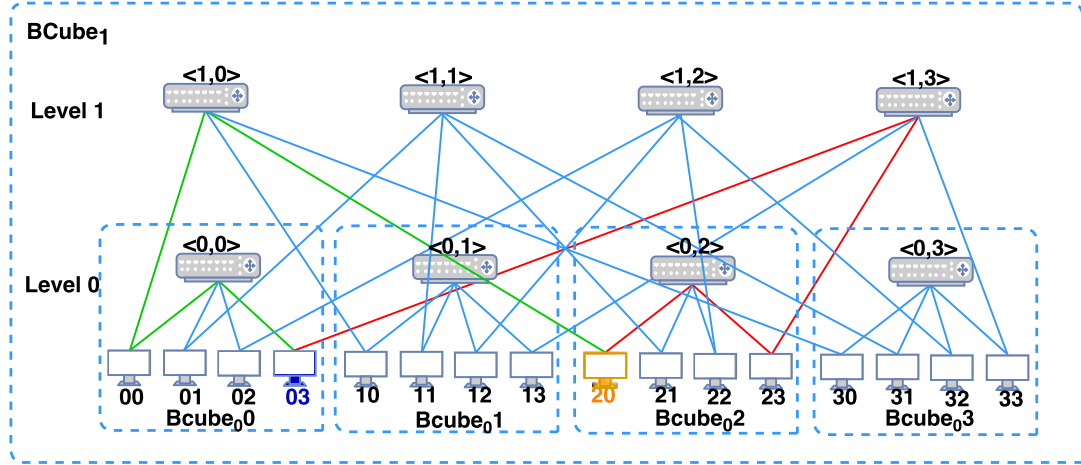 BCube1
<1,0> <1,1> <1,2> <1,3>
Level 1
<0,0> <0,1> <0,2> <0,3>
Level 0
00 01 02 03 10 11 12 13 20 21 22 23 30 31 32 33
Bcube00 Bcube01 Bcube02 Bcube03